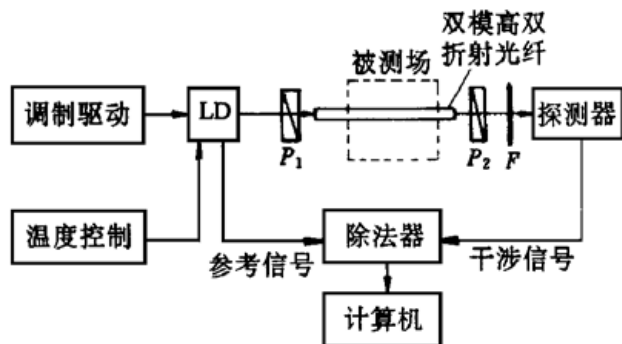 双模高双
折射光纤
被测场
调制驱动
LD
探测器
P₁
P₂
F
温度控制
参考信号
除法器
干涉信号
计算机